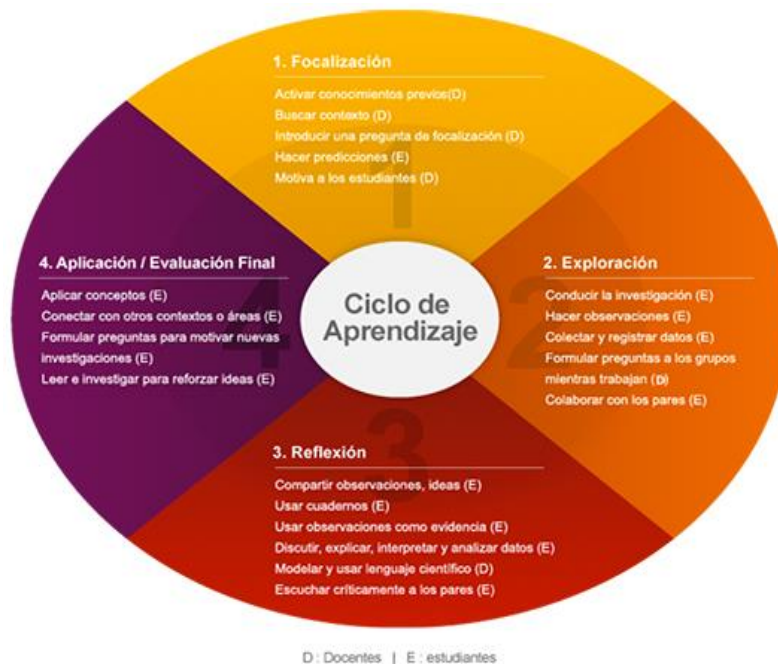 1. Focalización
Activar conocimientos previos(D)
Buscar contexto (D)
Introducir una pregunta de focalización (D)
Hacer predicciones (E)
Motiva a los estudiantes (D)
1
2. Exploración
Conducir la investigación (E)
Hacer observaciones (E)
Colectar y registrar datos (E)
Formular preguntas a los grupos
mientras trabajan (D)
Colaborar con los pares (E)
2
3. Reflexión
Compartir observaciones, ideas (E)
Usar cuadernos (E)
Usar observaciones como evidencia (E)
Discutir, explicar, interpretar y analizar datos (E)
Modelar y usar lenguaje científico (D)
Escuchar críticamente a los pares (E)
3
4. Aplicación / Evaluación Final
Aplicar conceptos (E)
Conectar con otros contextos o áreas (E)
Formular preguntas para motivar nuevas
investigaciones (E)
Leer e investigar para reforzar ideas (E)
4
Ciclo de
Aprendizaje
D : Docentes | E : estudiantes